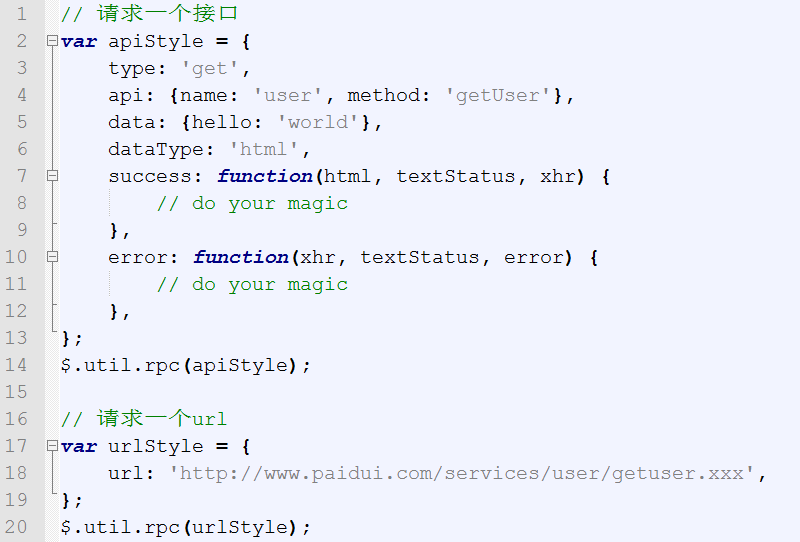 1 // 请求一个接口
2 var apiStyle = {
3 type: 'get',
4 api: {name: 'user', method: 'getUser'},
5 data: {hello: 'world'},
6 dataType: 'html',
7 success: function(html, textStatus, xhr) {
8 // do your magic
9 },
10 error: function(xhr, textStatus, error) {
11 // do your magic
12 },
13 };
14 $.util.rpc(apiStyle);
15
16 // 请求一个url
17 var urlStyle = {
18 url: 'http://www.paidui.com/services/user/getuser.xxx',
19 };
20 $.util.rpc(urlStyle);